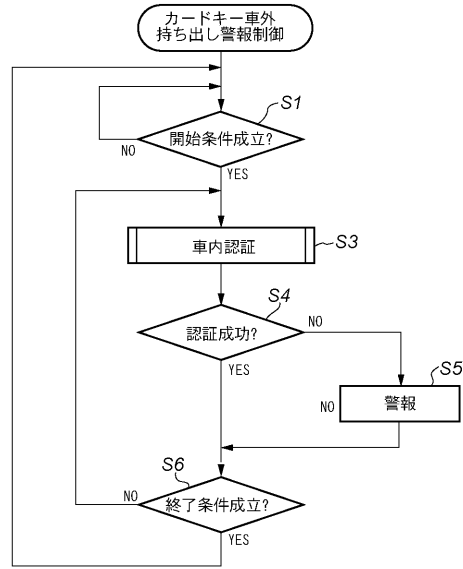 カードキー車外
持ち出し警報制御
S1
開始条件成立?
NO
YES
車内認証
S3
S4
認証成功?
NO
YES
S5
警報
NO
S6
終了条件成立?
NO
YES